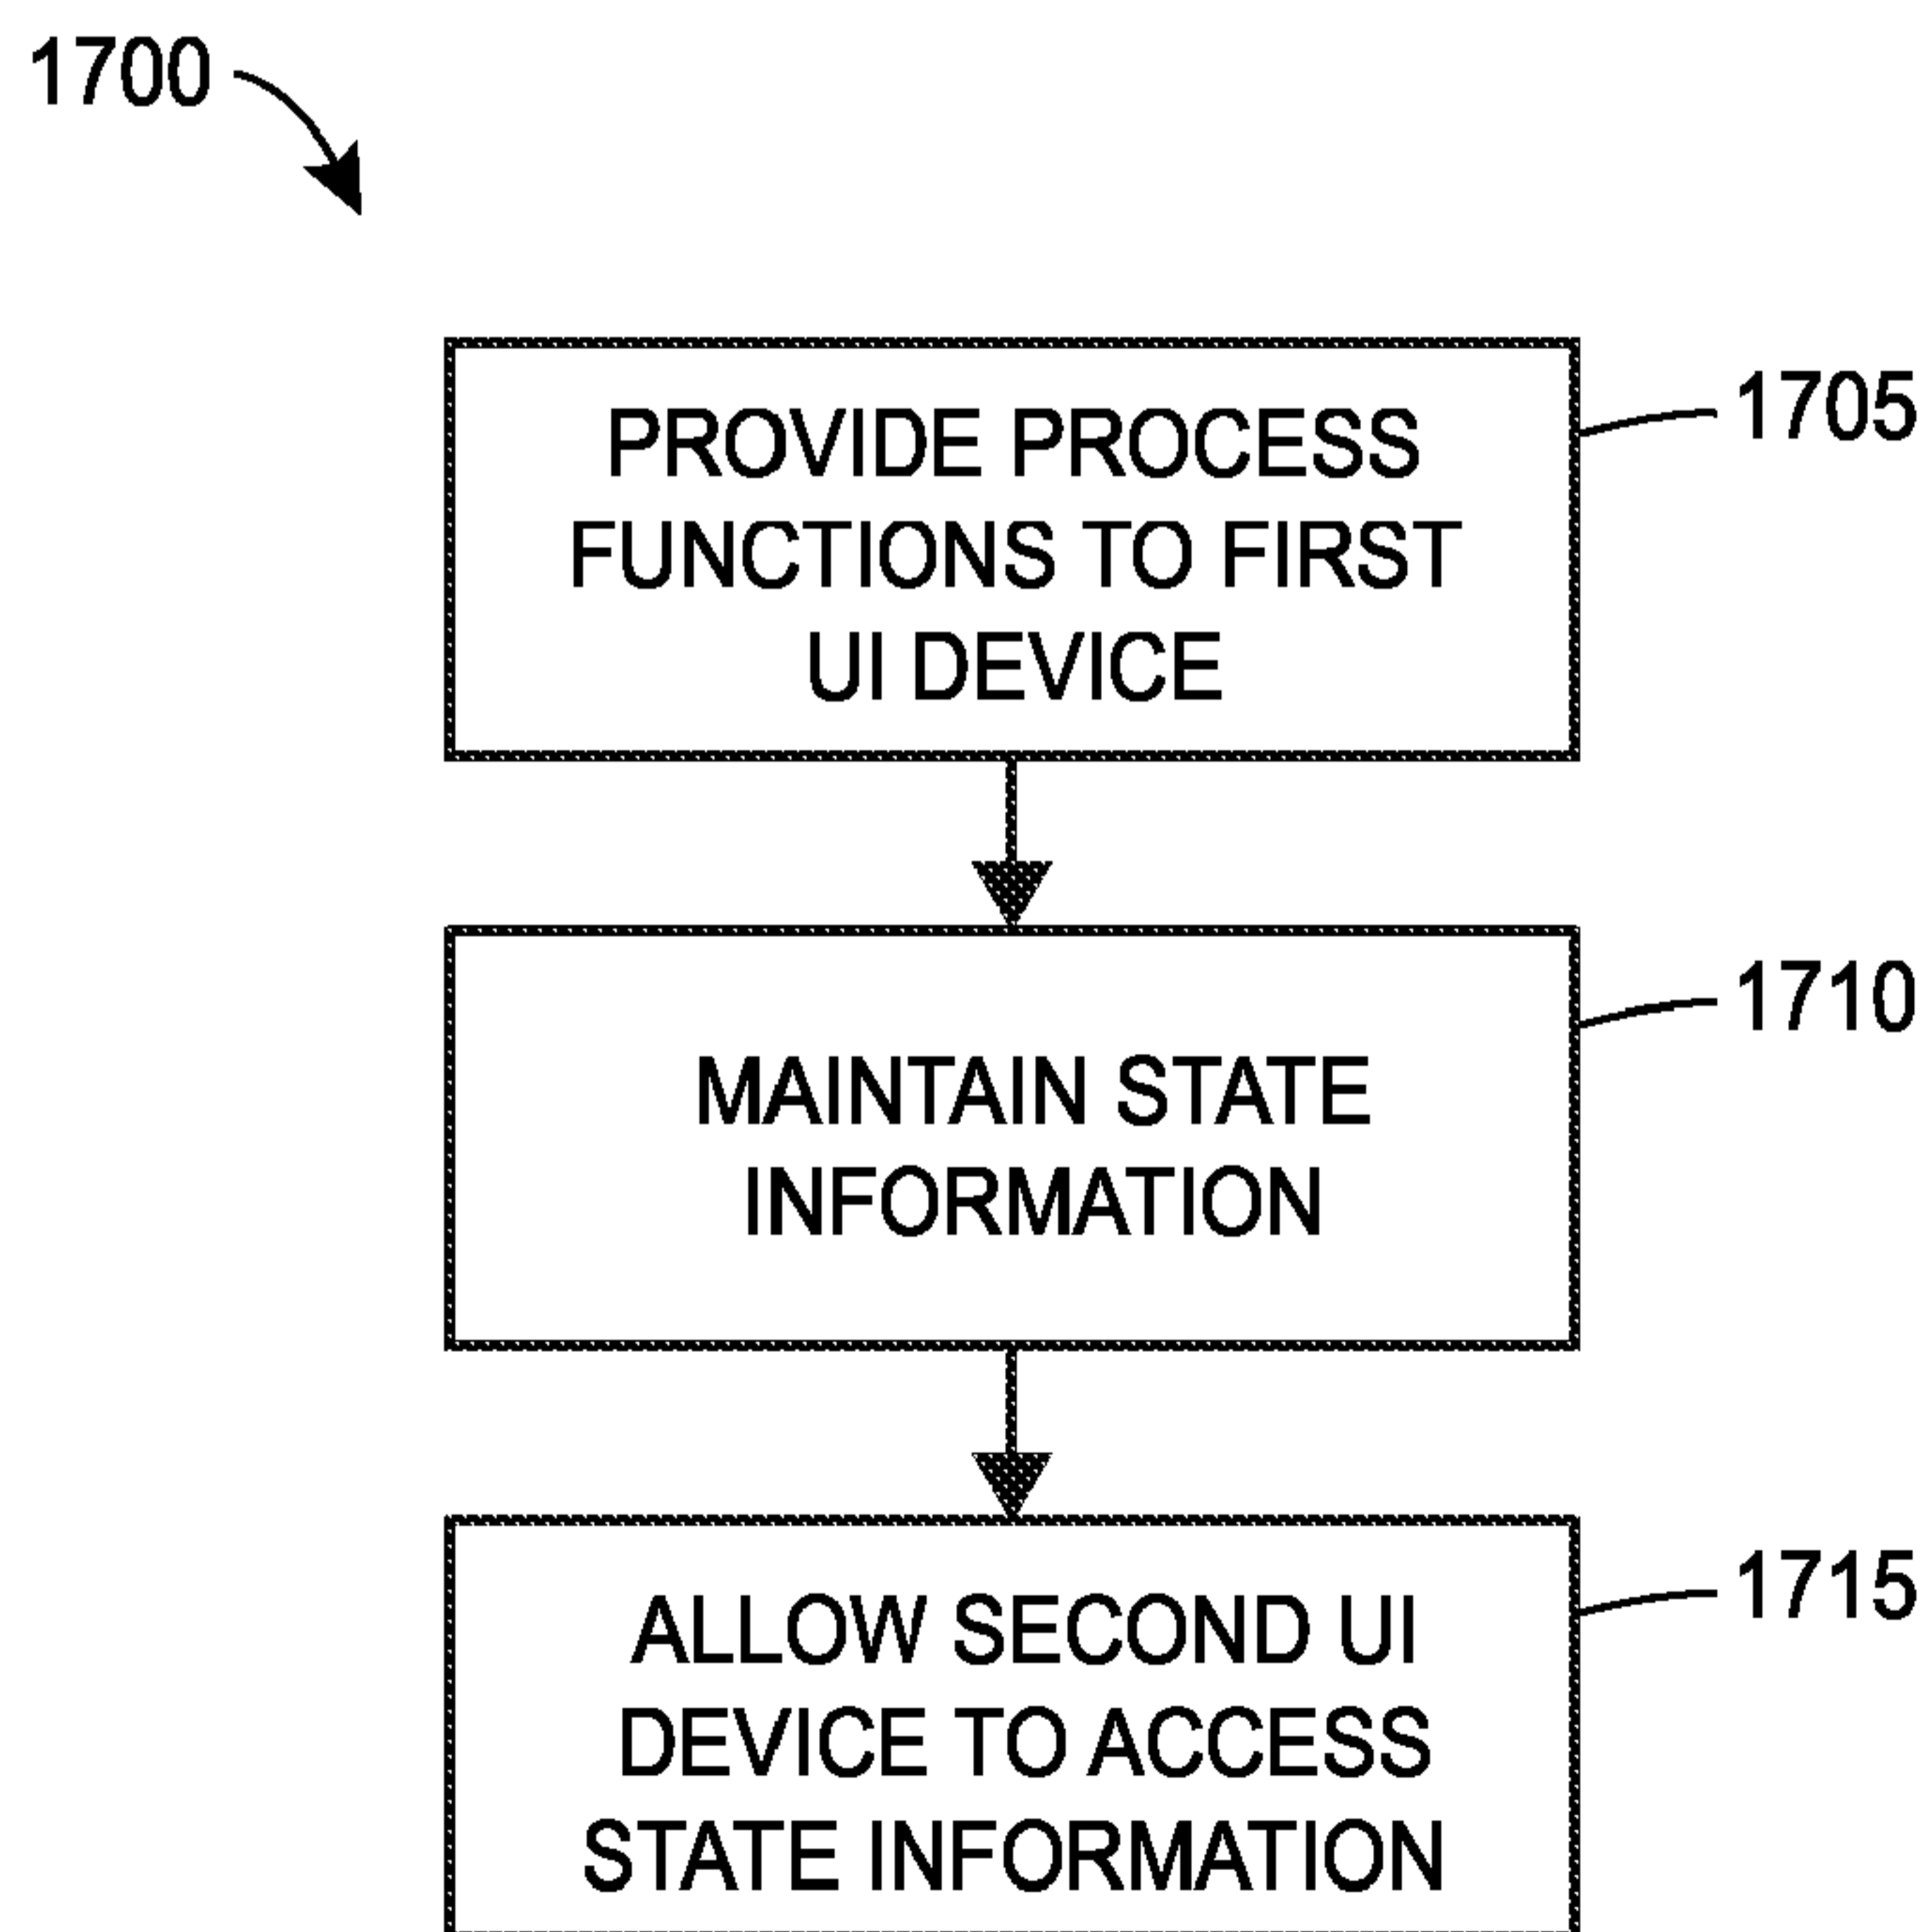 1700
PROVIDE PROCESS
FUNCTIONS TO FIRST
UI DEVICE
1705
MAINTAIN STATE
INFORMATION
1710
ALLOW SECOND UI
DEVICE TO ACCESS
STATE INFORMATION
1715